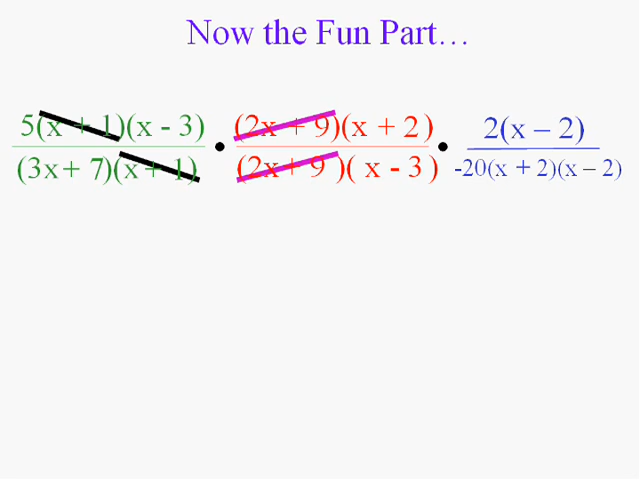 Now the Fun Part…
5(x + 1)(x - 3) (2x + 9)(x + 2) 2(x – 2)
(3x + 7)(x + 1) • (2x + 9 )( x - 3) • -20(x + 2)(x – 2)